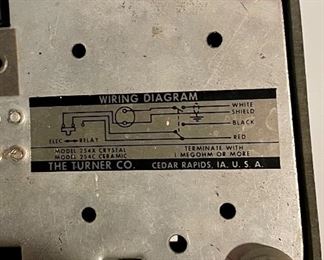 WIRING DIAGRAM
WHITE
SHIELD
BLACK
RED
ELEC RELAY
MODEL 254X CRYSTAL
MODEL 254C CERAMIC
TERMINATE WITH
1 MEGOHM OR MORE
THE TURNER CO. CEDAR RAPIDS, IA. U. S. A.